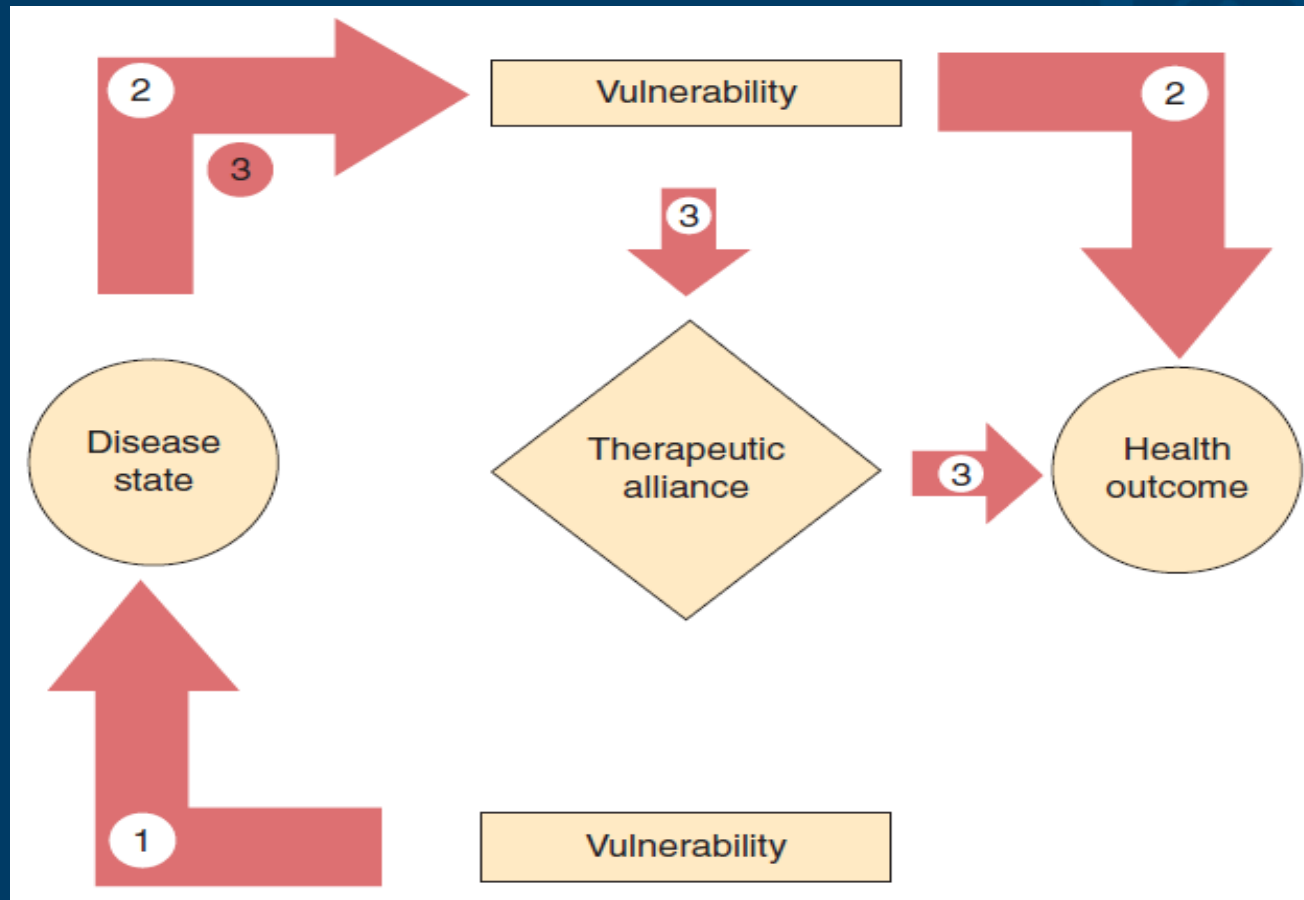 2
Vulnerability
2
3
3
Disease
state
Therapeutic
alliance
3
Health
outcome
1
Vulnerability